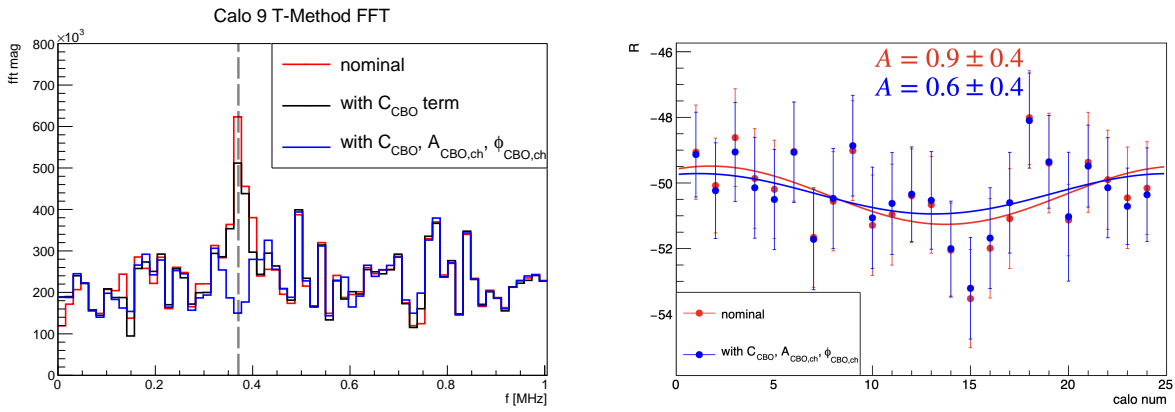 Calo 9 T-Method FFT
×10³
fft mag
800
700
600
500
400
300
200
100
0
nominal
with C_CBO term
with C_CBO, A_CBO,ch, ϕ_CBO,ch
0 0.2 0.4 0.6 0.8 1
f [MHz]
R
−46
−48
−50
−52
−54
A = 0.9 ± 0.4
A = 0.6 ± 0.4
nominal
with C_CBO, A_CBO,ch, ϕ_CBO,ch
0 5 10 15 20 25
calo num